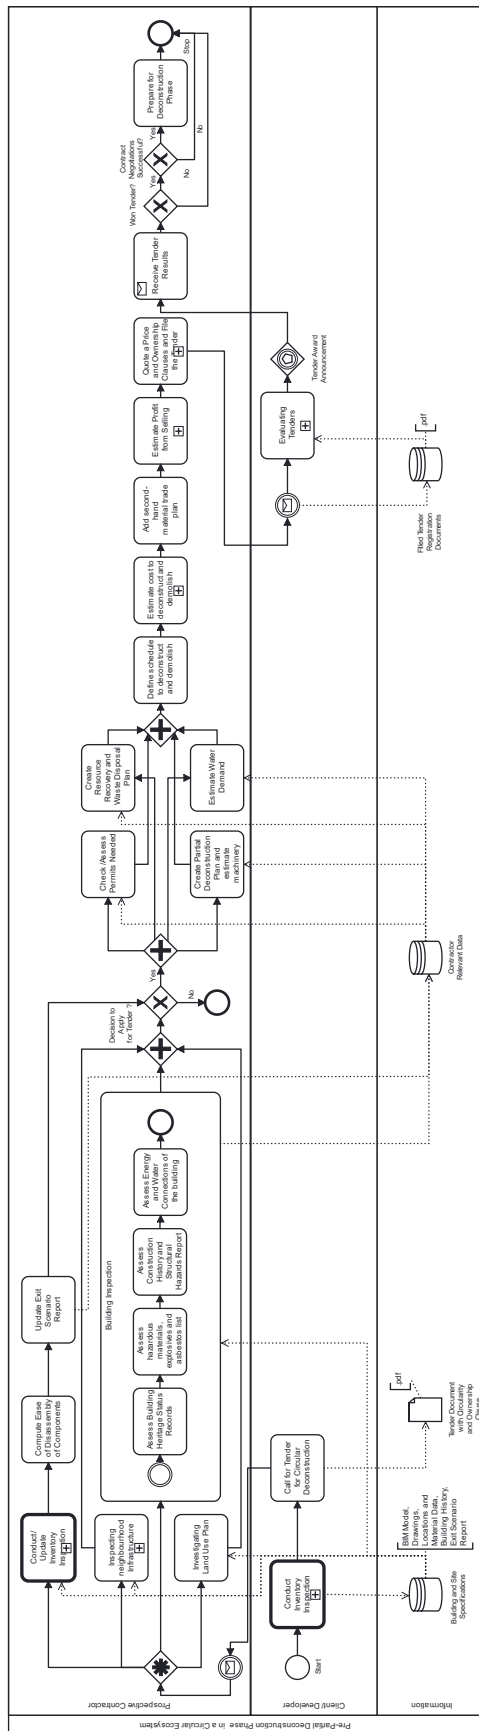 Pre-Partial Deconstruction Phase in a Circular Ecosystem
Prospective Contractor
Client/Developer
Information
Conduct/
Update
Inventory
Inspection
Compute Ease
of Disassembly
of Components
Update Exit
Scenario
Report
Inspecting
neighbourhood
Infrastructure
Building Inspection
Assess Building
Heritage Status
Records
Assess
hazardous
materials,
explosives and
asbestos list
Assess
Construction
History and
Structural
Hazards Report
Assess Energy
and Water
Connections of
the building
Investigating
Land Use Plan
Decision to
Apply
for Tender ?
Yes
No
Check /Assess
Permits Needed
Create
Resource
Recovery and
Waste Disposal
Plan
Create Partial
Deconstruction
Plan and
estimate
machinery
Estimate Water
Demand
Define schedule
to deconstruct
and demolish
Estimate cost to
deconstruct and
demolish
Add second-
hand
material trade
plan
Estimate Profit
from Selling
Quote a Price
and Ownership
Clauses and File
the Tender
Receive Tender
Results
Won Tender?
Yes
No
Contract
Negotiations
Successful?
Yes
No
Prepare for
Deconstruction
Phase
Stop
Start
Conduct
Inventory
Inspection
Call for Tender
for Circular
Deconstruction
Evaluating
Tenders
Tender Award
Announcement
Building and Site
Specifications
BIM Model,
Drawings,
Locations and
Material Data,
Building History,
Exit Scenario
Report
.pdf
Tender Document
with Circularity
and Ownership
Clause
Contractor
Relevant Data
Filled Tender
Registration
Documents
.pdf